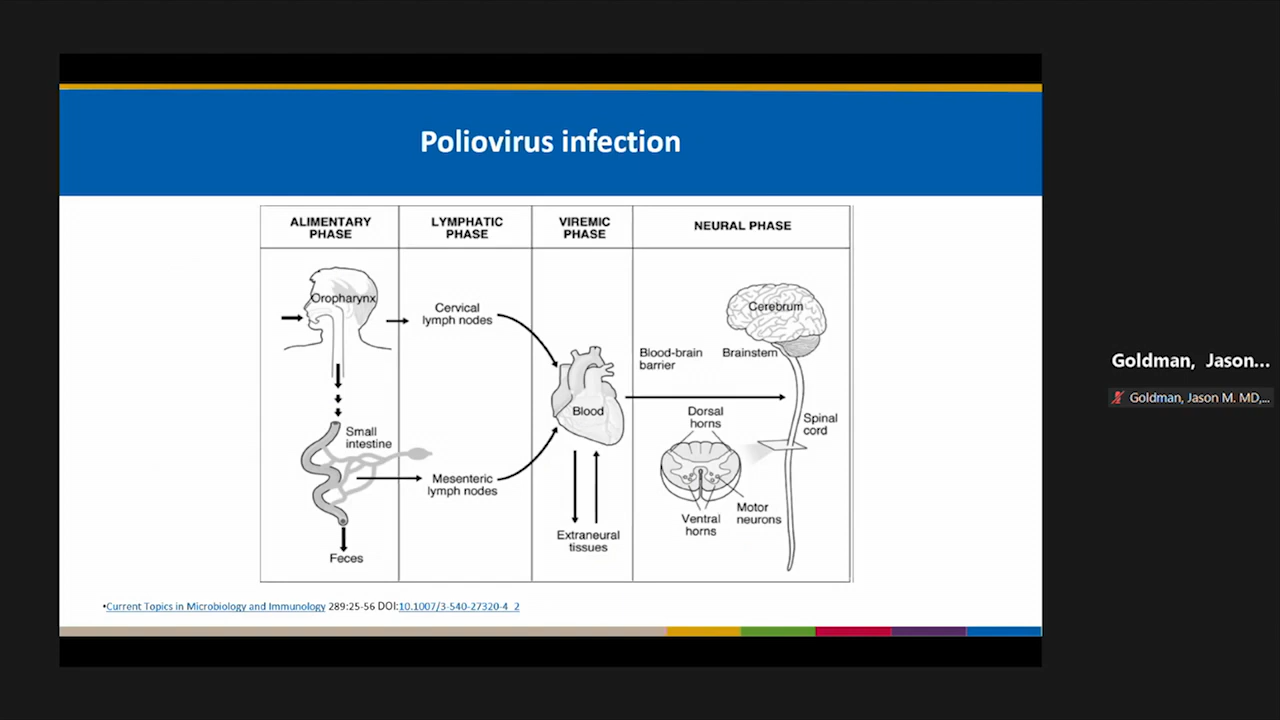 Poliovirus infection
ALIMENTARY
PHASE
LYMPHATIC
PHASE
VIREMIC
PHASE
NEURAL PHASE
Oropharynx
Cervical
lymph nodes
Cerebrum
Blood-brain
barrier
Brainstem
Blood
Dorsal
horns
Spinal
cord
Small
intestine
Mesenteric
lymph nodes
Motor
neurons
Ventral
horns
Extraneural
tissues
Feces
•Current Topics in Microbiology and Immunology 289:25-56 DOI:10.1007/3-540-27320-4_2
Goldman, Jason...
Goldman, Jason M. MD,...